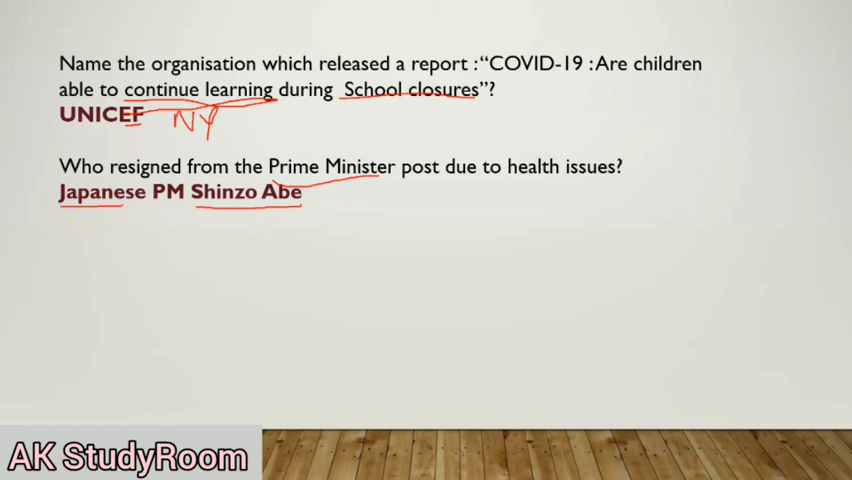 Name the organisation which released a report :“COVID-19 :Are children
able to continue learning during School closures”?
UNICEF
NY
Who resigned from the Prime Minister post due to health issues?
Japanese PM Shinzo Abe
AK StudyRoom